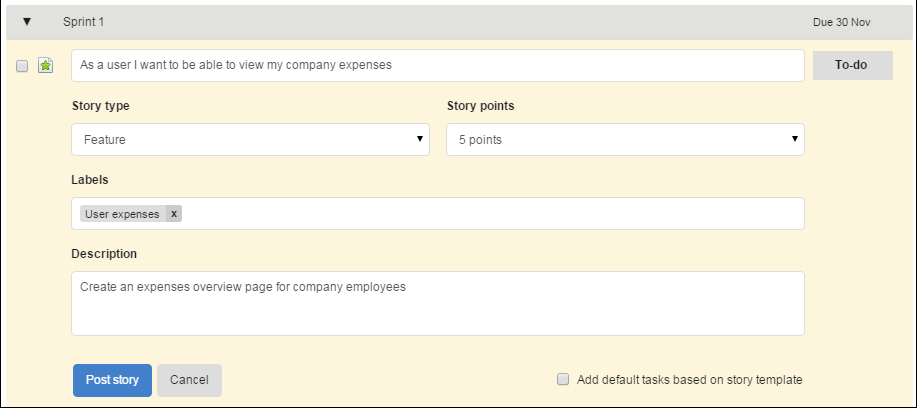 ▼ Sprint 1 Due 30 Nov
As a user I want to be able to view my company expenses To-do
Story type Story points
Feature ▼ 5 points ▼
Labels
User expenses x
Description
Create an expenses overview page for company employees
Post story Cancel Add default tasks based on story template